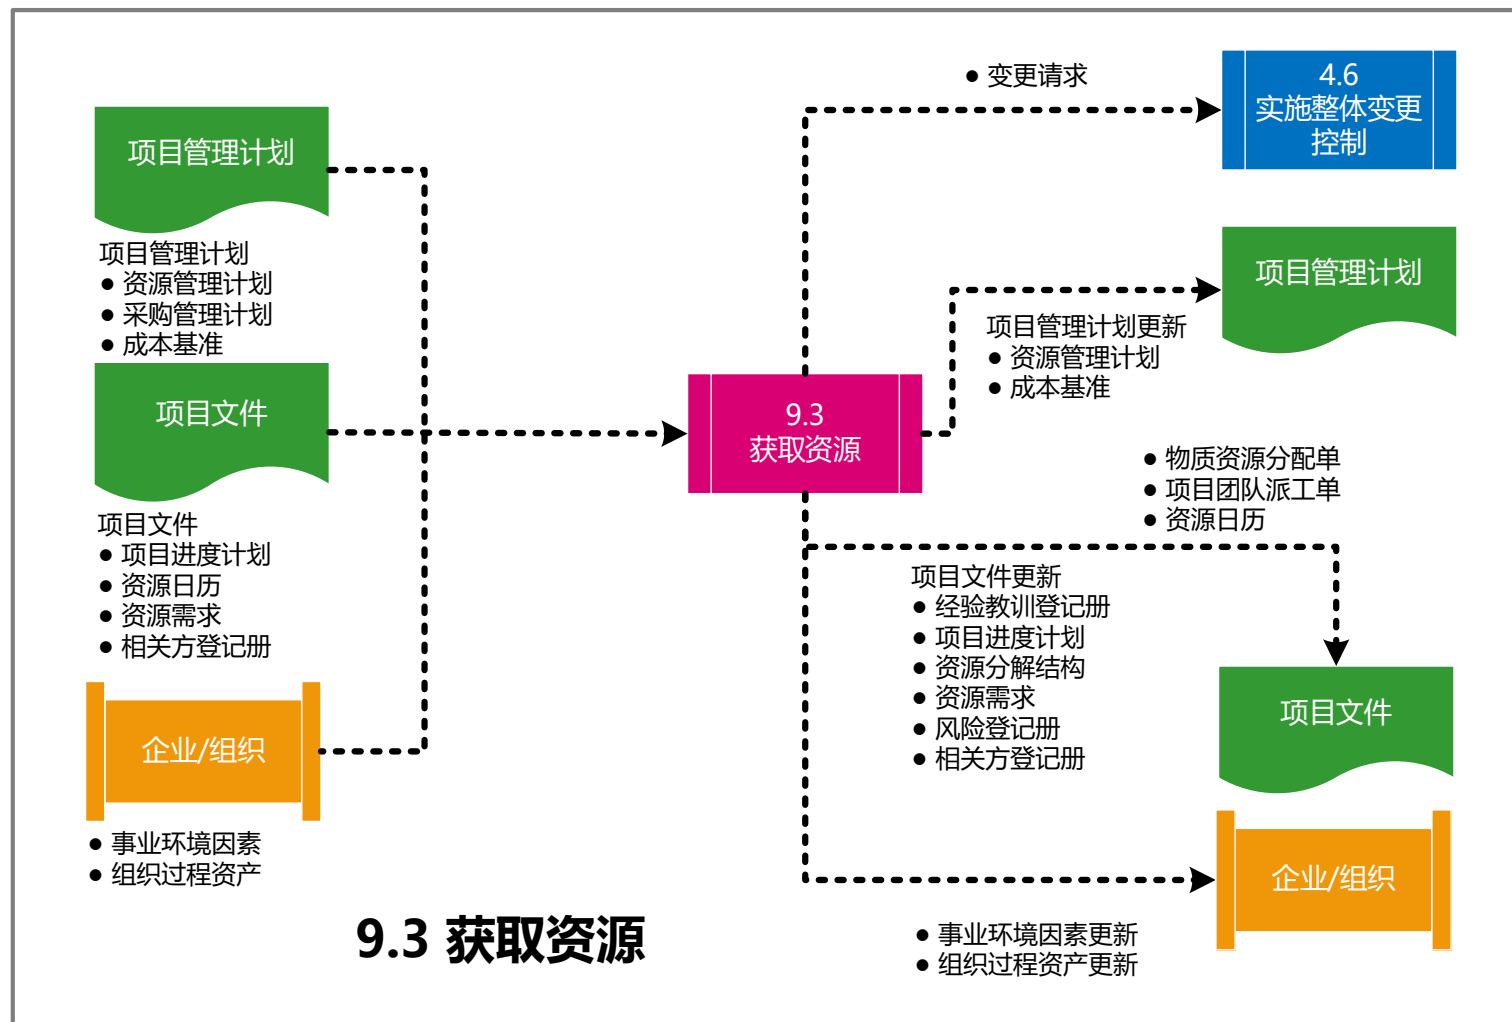 项目管理计划
项目管理计划
● 资源管理计划
● 采购管理计划
● 成本基准
项目文件
项目文件
● 项目进度计划
● 资源日历
● 资源需求
● 相关方登记册
企业/组织
● 事业环境因素
● 组织过程资产
9.3
获取资源
● 变更请求
4.6
实施整体变更
控制
项目管理计划
项目管理计划更新
● 资源管理计划
● 成本基准
● 物质资源分配单
● 项目团队派工单
● 资源日历
项目文件更新
● 经验教训登记册
● 项目进度计划
● 资源分解结构
● 资源需求
● 风险登记册
● 相关方登记册
项目文件
企业/组织
● 事业环境因素更新
● 组织过程资产更新
9.3 获取资源